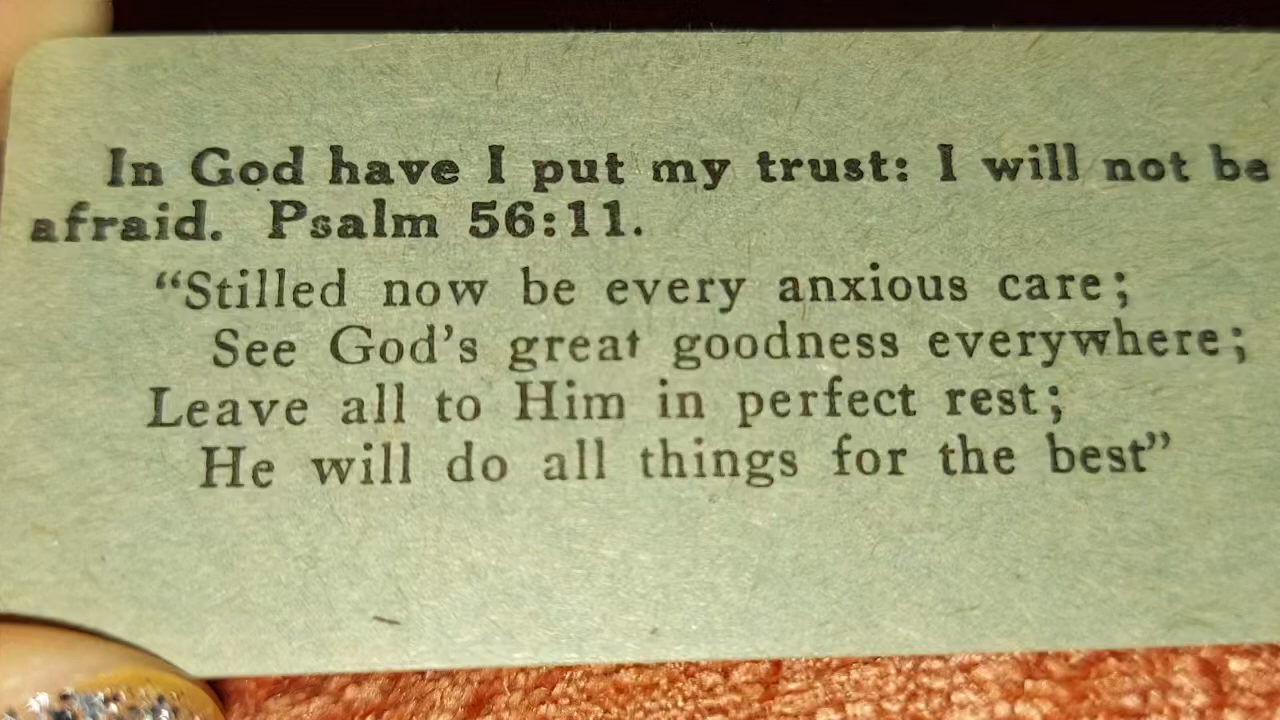 In God have I put my trust: I will not be
afraid. Psalm 56:11.
“Stilled now be every anxious care;
See God's great goodness everywhere;
Leave all to Him in perfect rest;
He will do all things for the best”